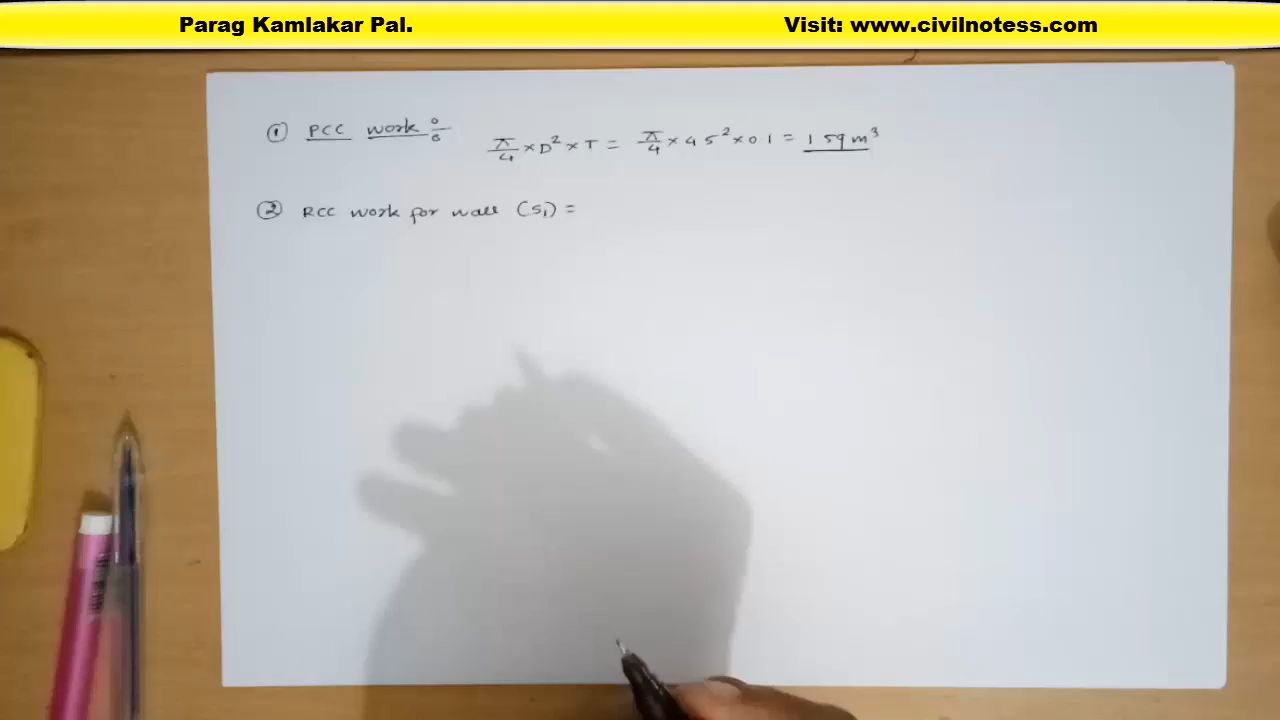 Parag Kamlakar Pal. Visit: www.civilnotess.com
① PCC work : π/4 × D² × T = π/4 × 4 5² × 0 1 = 1 59 m³
② RCC work for wall (S₁) =